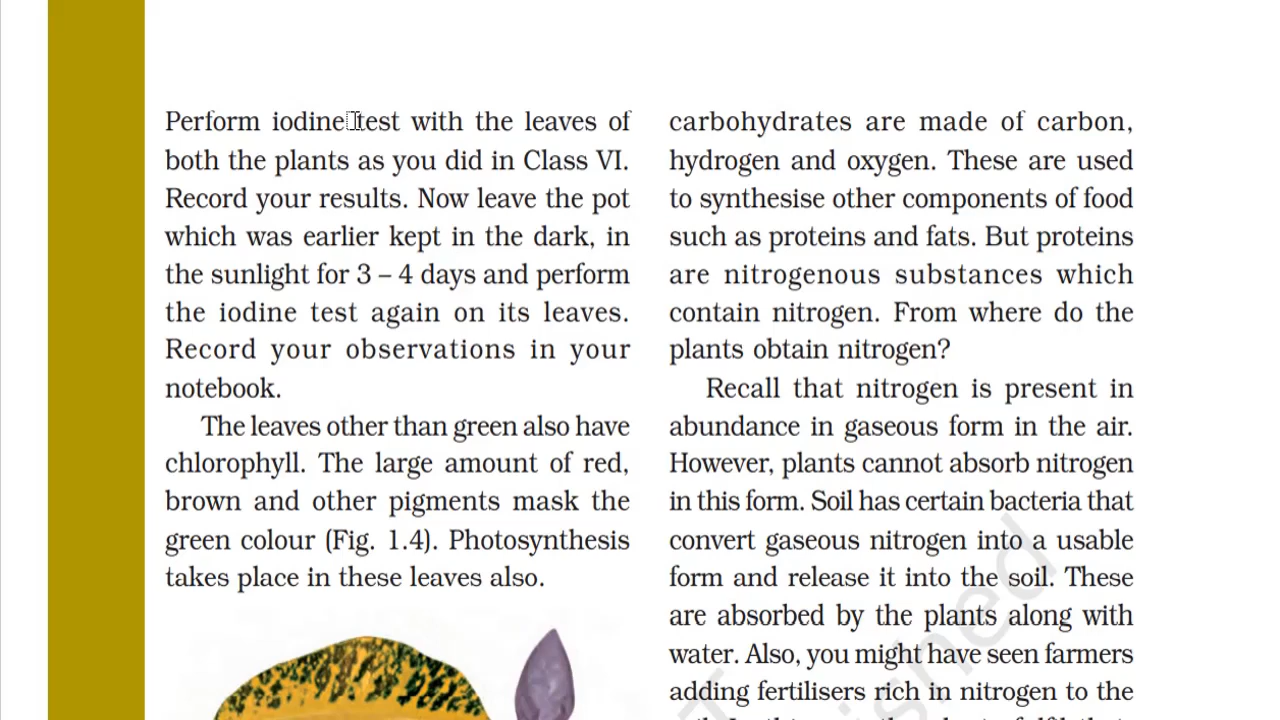 Perform iodine test with the leaves of
both the plants as you did in Class VI.
Record your results. Now leave the pot
which was earlier kept in the dark, in
the sunlight for 3 – 4 days and perform
the iodine test again on its leaves.
Record your observations in your
notebook.
The leaves other than green also have
chlorophyll. The large amount of red,
brown and other pigments mask the
green colour (Fig. 1.4). Photosynthesis
takes place in these leaves also.
carbohydrates are made of carbon,
hydrogen and oxygen. These are used
to synthesise other components of food
such as proteins and fats. But proteins
are nitrogenous substances which
contain nitrogen. From where do the
plants obtain nitrogen?
Recall that nitrogen is present in
abundance in gaseous form in the air.
However, plants cannot absorb nitrogen
in this form. Soil has certain bacteria that
convert gaseous nitrogen into a usable
form and release it into the soil. These
are absorbed by the plants along with
water. Also, you might have seen farmers
adding fertilisers rich in nitrogen to the